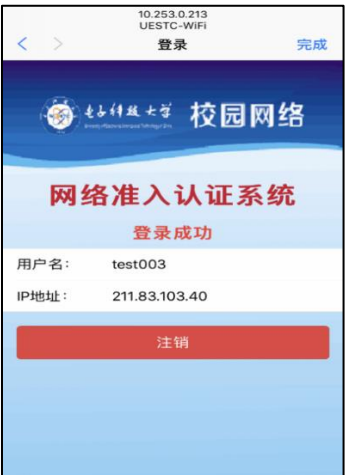 10.253.0.213
UESTC-WiFi
登录
完成
电子科技大学 校园网络
网络准入认证系统
登录成功
用户名: test003
IP地址: 211.83.103.40
注销